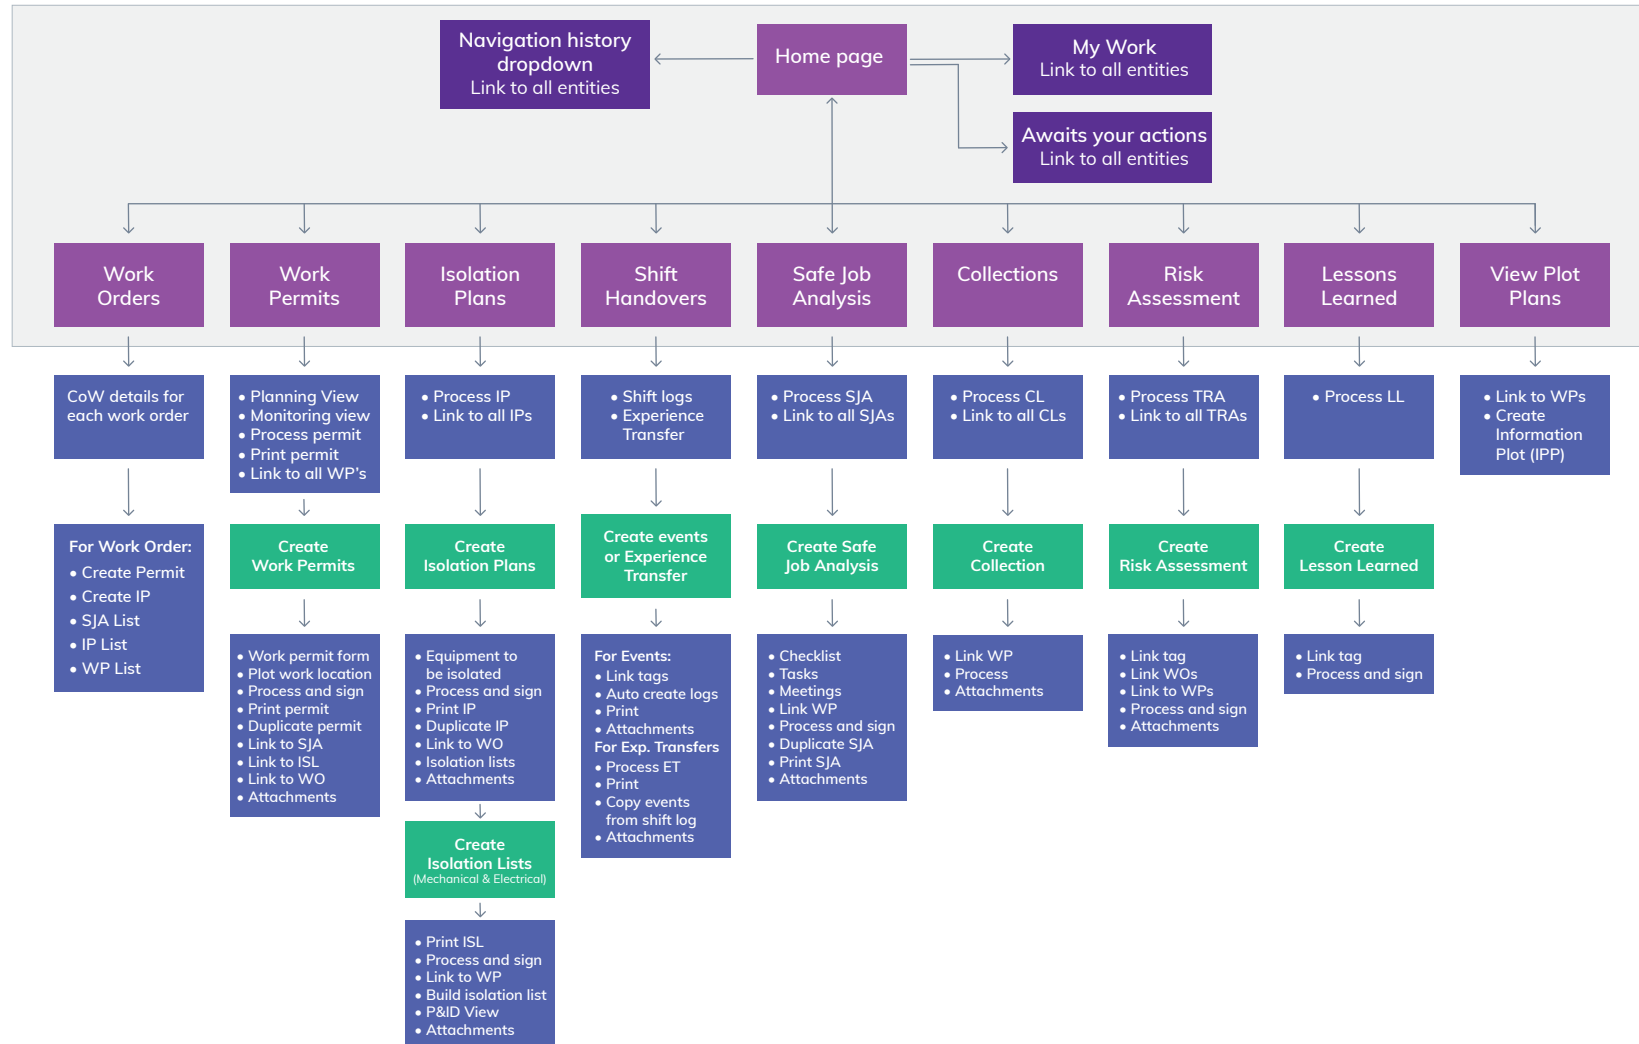 Navigation history
dropdown
Link to all entities
Home page
My Work
Link to all entities
Awaits your actions
Link to all entities
Work
Orders
Work
Permits
Isolation
Plans
Shift
Handovers
Safe Job
Analysis
Collections
Risk
Assessment
Lessons
Learned
View Plot
Plans
CoW details for
each work order
• Planning View
• Monitoring view
• Process permit
• Print permit
• Link to all WP’s
• Process IP
• Link to all IPs
• Shift logs
• Experience
Transfer
• Process SJA
• Link to all SJAs
• Process CL
• Link to all CLs
• Process TRA
• Link to all TRAs
• Process LL
• Link to WPs
• Create
Information
Plot (IPP)
For Work Order:
• Create Permit
• Create IP
• SJA List
• IP List
• WP List
Create
Work Permits
Create
Isolation Plans
Create events
or Experience
Transfer
Create Safe
Job Analysis
Create
Collection
Create
Risk Assessment
Create
Lesson Learned
• Work permit form
• Plot work location
• Process and sign
• Print permit
• Duplicate permit
• Link to SJA
• Link to ISL
• Link to WO
• Attachments
• Equipment to
be isolated
• Process and sign
• Print IP
• Duplicate IP
• Link to WO
• Isolation lists
• Attachments
For Events:
• Link tags
• Auto create logs
• Print
• Attachments
For Exp. Transfers
• Process ET
• Print
• Copy events
from shift log
• Attachments
• Checklist
• Tasks
• Meetings
• Link WP
• Process and sign
• Duplicate SJA
• Print SJA
• Attachments
• Link WP
• Process
• Attachments
• Link tag
• Link WOs
• Link to WPs
• Process and sign
• Attachments
• Link tag
• Process and sign
Create
Isolation Lists
(Mechanical & Electrical)
• Print ISL
• Process and sign
• Link to WP
• Build isolation list
• P&ID View
• Attachments